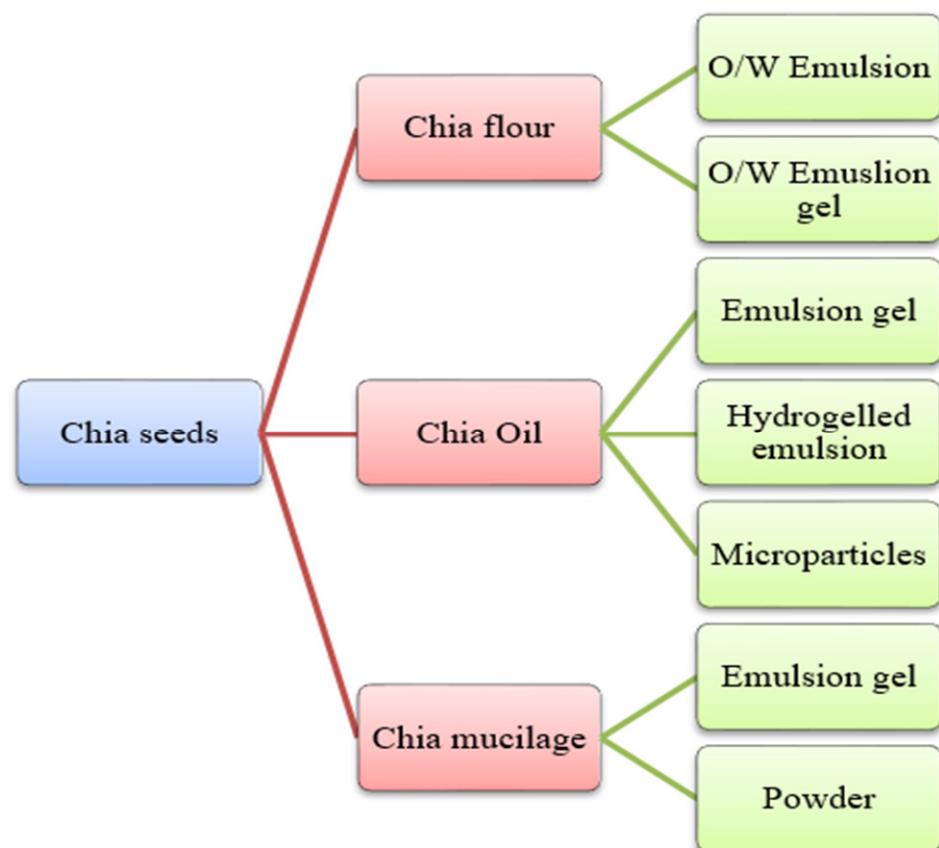 Chia seeds
Chia flour
O/W Emulsion
O/W Emuslion
gel
Chia Oil
Emulsion gel
Hydrogelled
emulsion
Microparticles
Chia mucilage
Emulsion gel
Powder